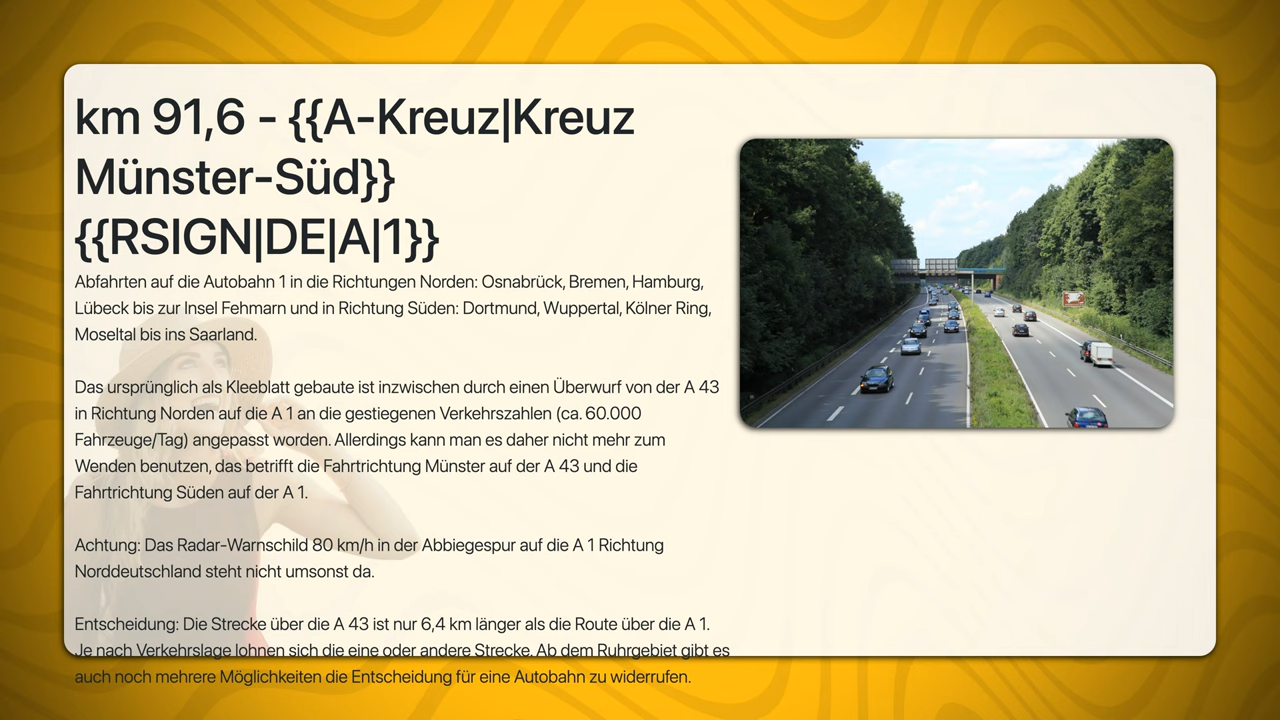 km 91,6 - {{A-Kreuz|Kreuz
Münster-Süd}}
{{RSIGN|DE|A|1}}
Abfahrten auf die Autobahn 1 in die Richtungen Norden: Osnabrück, Bremen, Hamburg,
Lübeck bis zur Insel Fehmarn und in Richtung Süden: Dortmund, Wuppertal, Kölner Ring,
Moseltal bis ins Saarland.
Das ursprünglich als Kleeblatt gebaute ist inzwischen durch einen Überwurf von der A 43
in Richtung Norden auf die A 1 an die gestiegenen Verkehrszahlen (ca. 60.000
Fahrzeuge/Tag) angepasst worden. Allerdings kann man es daher nicht mehr zum
Wenden benutzen, das betrifft die Fahrtrichtung Münster auf der A 43 und die
Fahrtrichtung Süden auf der A 1.
Achtung: Das Radar-Warnschild 80 km/h in der Abbiegespur auf die A 1 Richtung
Norddeutschland steht nicht umsonst da.
Entscheidung: Die Strecke über die A 43 ist nur 6,4 km länger als die Route über die A 1.
Je nach Verkehrslage lohnen sich die eine oder andere Strecke. Ab dem Ruhrgebiet gibt es
auch noch mehrere Möglichkeiten die Entscheidung für eine Autobahn zu widerrufen.